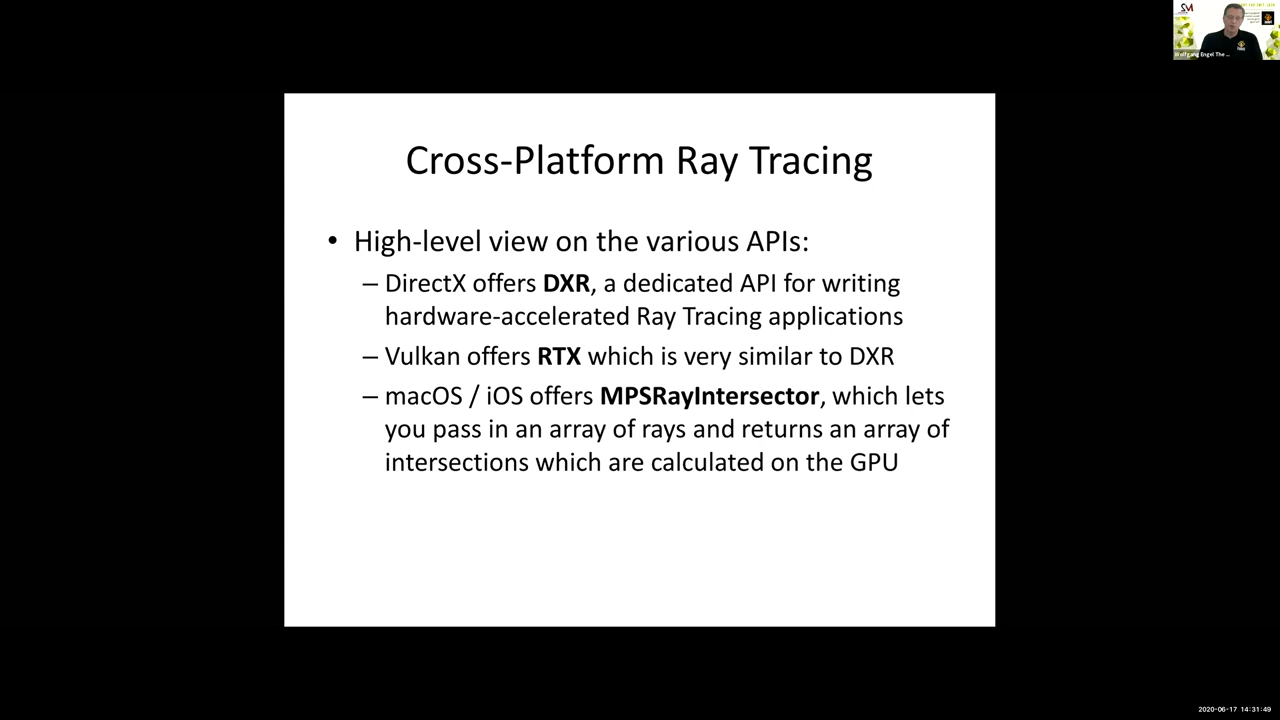 Cross-Platform Ray Tracing
• High-level view on the various APIs:
– DirectX offers DXR, a dedicated API for writing
hardware-accelerated Ray Tracing applications
– Vulkan offers RTX which is very similar to DXR
– macOS / iOS offers MPSRayIntersector, which lets
you pass in an array of rays and returns an array of
intersections which are calculated on the GPU
Wolfgang Engel The ...
2020-06-17 14:31:49